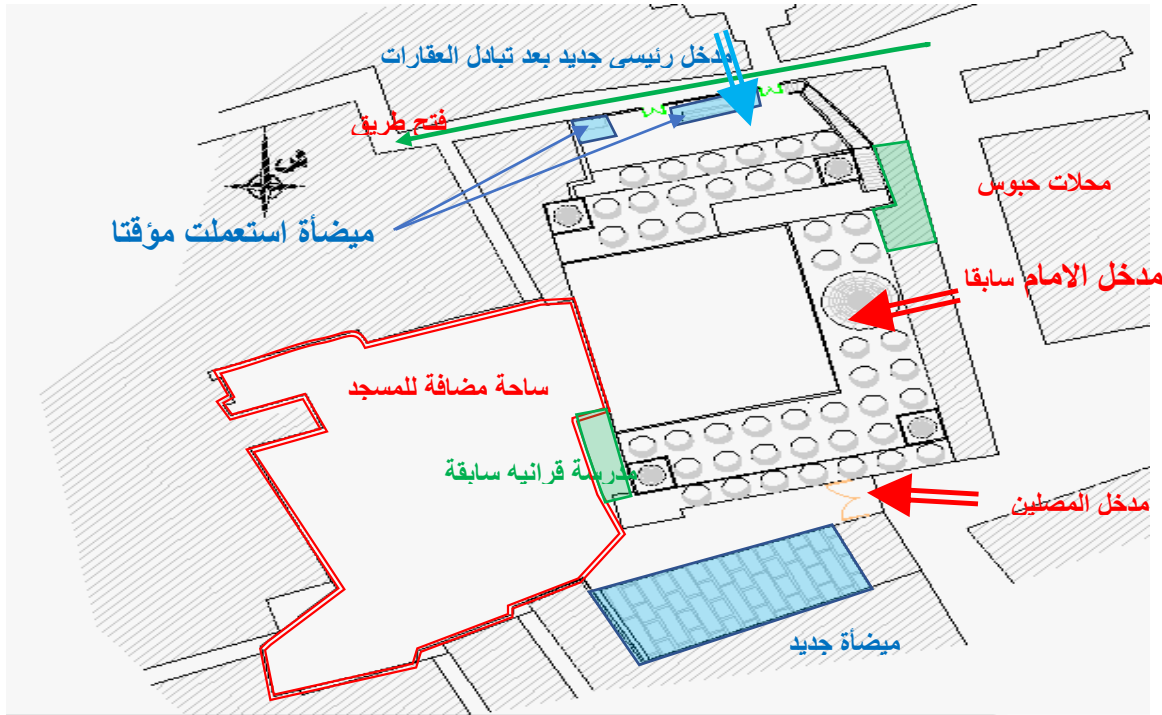 مدخل رئيسي جديد بعد تبادل العقارات
فتح طريق
ش
محلات حبوس
ميضأة استعملت مؤقتا
مدخل الامام سابقا
ساحة مضافة للمسجد
مدرسة قرانيه سابقة
مدخل المصلين
ميضأة جديد